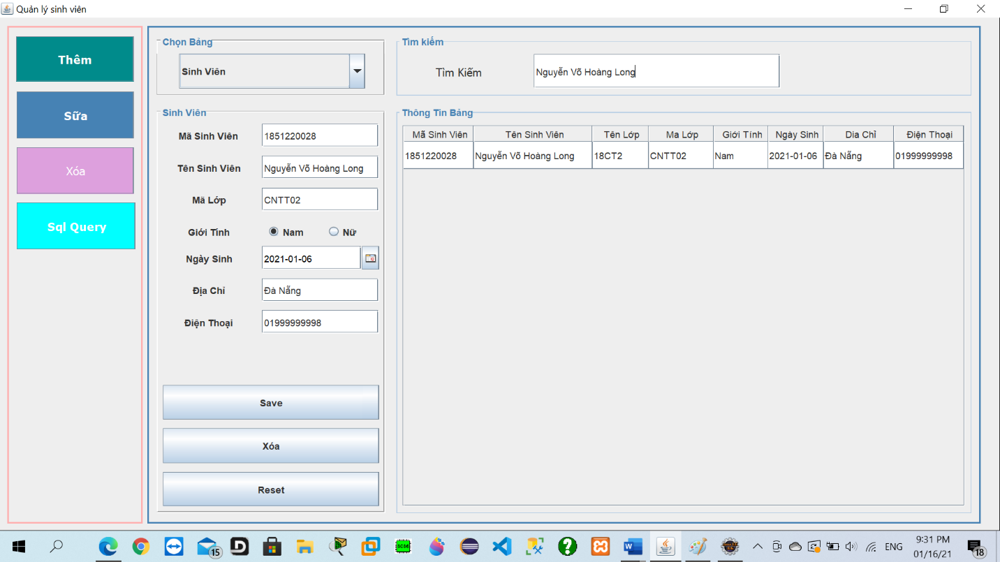 Quản lý sinh viên
Thêm
Sữa
Xóa
Sql Query
Chọn Bảng
Sinh Viên
Tìm kiếm
Tìm Kiếm
Nguyễn Võ Hoàng Long
Sinh Viên
Mã Sinh Viên 1851220028
Tên Sinh Viên Nguyễn Võ Hoàng Long
Mã Lớp CNTT02
Giới Tính Nam Nữ
Ngày Sinh 2021-01-06
Địa Chỉ Đà Nẵng
Điện Thoại 01999999998
Save
Xóa
Reset
Thông Tin Bảng
Mã Sinh Viên Tên Sinh Viên Tên Lớp Ma Lớp Giới Tính Ngày Sinh Dia Chỉ Điện Thoại
1851220028 Nguyễn Võ Hoàng Long 18CT2 CNTT02 Nam 2021-01-06 Đà Nẵng 01999999998
15
ENG
9:31 PM
01/16/21
18